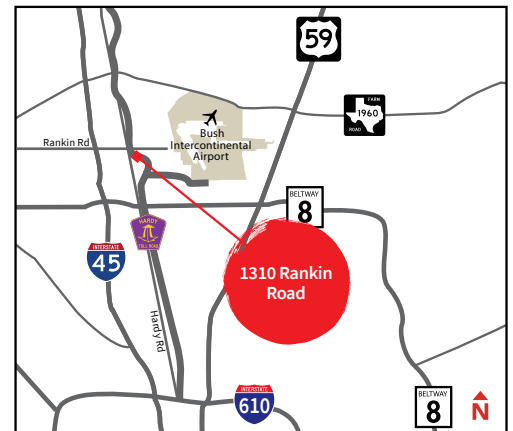 59
FARM
1960
ROAD
Bush
Intercontinental
Airport
Rankin Rd
BELTWAY
8
HARDY
TOLL ROAD
INTERSTATE
45
1310 Rankin
Road
Hardy Rd
INTERSTATE
610
BELTWAY
8
N